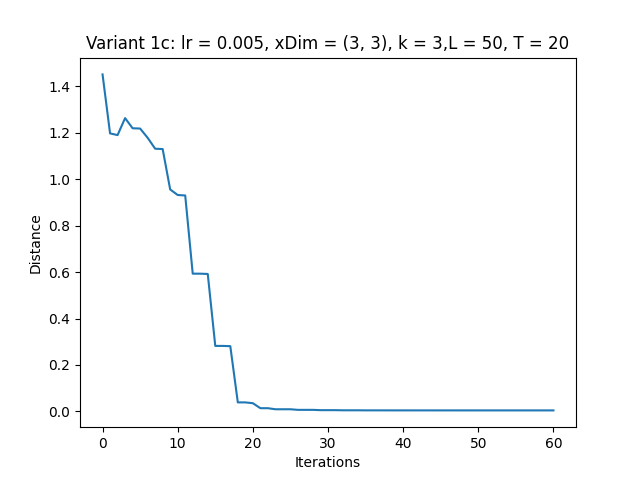 Variant 1c: lr = 0.005, xDim = (3, 3), k = 3,L = 50, T = 20
1.4
1.2
1.0
0.8
0.6
0.4
0.2
0.0
Distance
0 10 20 30 40 50 60
Iterations